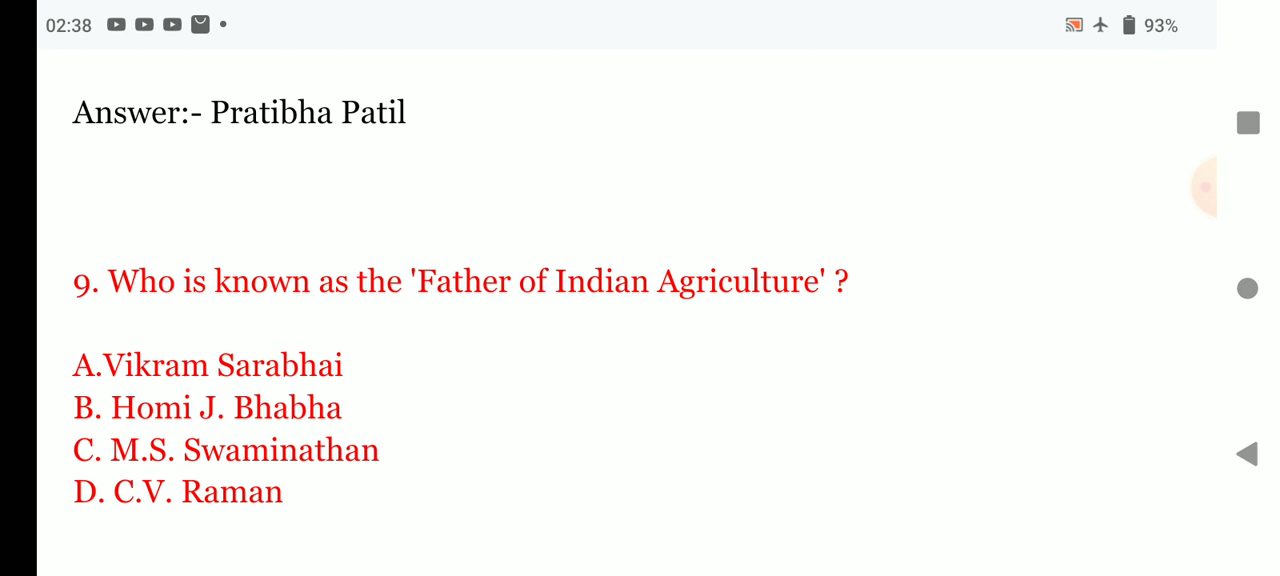 02:38
93%
Answer:- Pratibha Patil
9. Who is known as the 'Father of Indian Agriculture' ?
A.Vikram Sarabhai
B. Homi J. Bhabha
C. M.S. Swaminathan
D. C.V. Raman